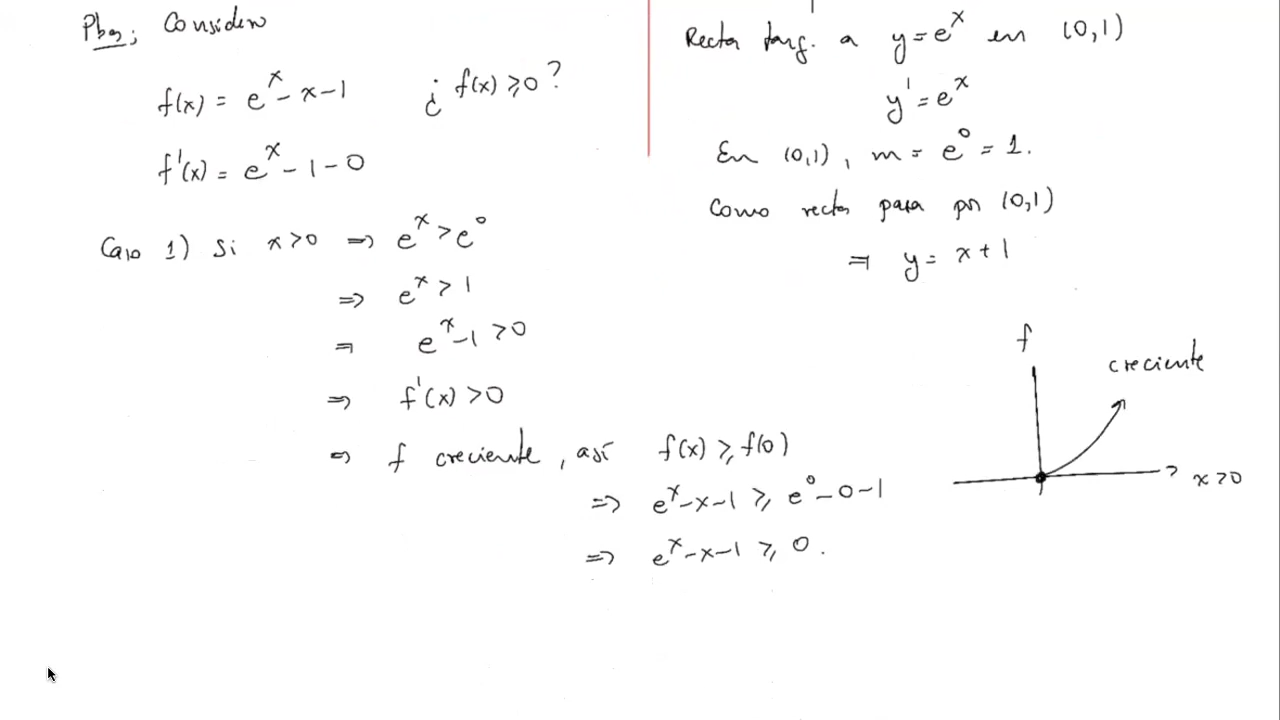 Pba; Considero
f(x) = e^x - x - 1 ¿ f(x) ≥ 0 ?
f'(x) = e^x - 1 - 0
Caso 1) Si x > 0 ⇒ e^x > e^0
⇒ e^x > 1
⇒ e^x - 1 > 0
⇒ f'(x) > 0
⇒ f creciente, así f(x) ≥ f(0)
⇒ e^x - x - 1 ≥ e^0 - 0 - 1
⇒ e^x - x - 1 ≥ 0.
Recta tang. a y = e^x en (0,1)
y' = e^x
En (0,1), m = e^0 = 1.
Como recta pasa por (0,1)
⇒ y = x + 1
f
creciente
x > 0